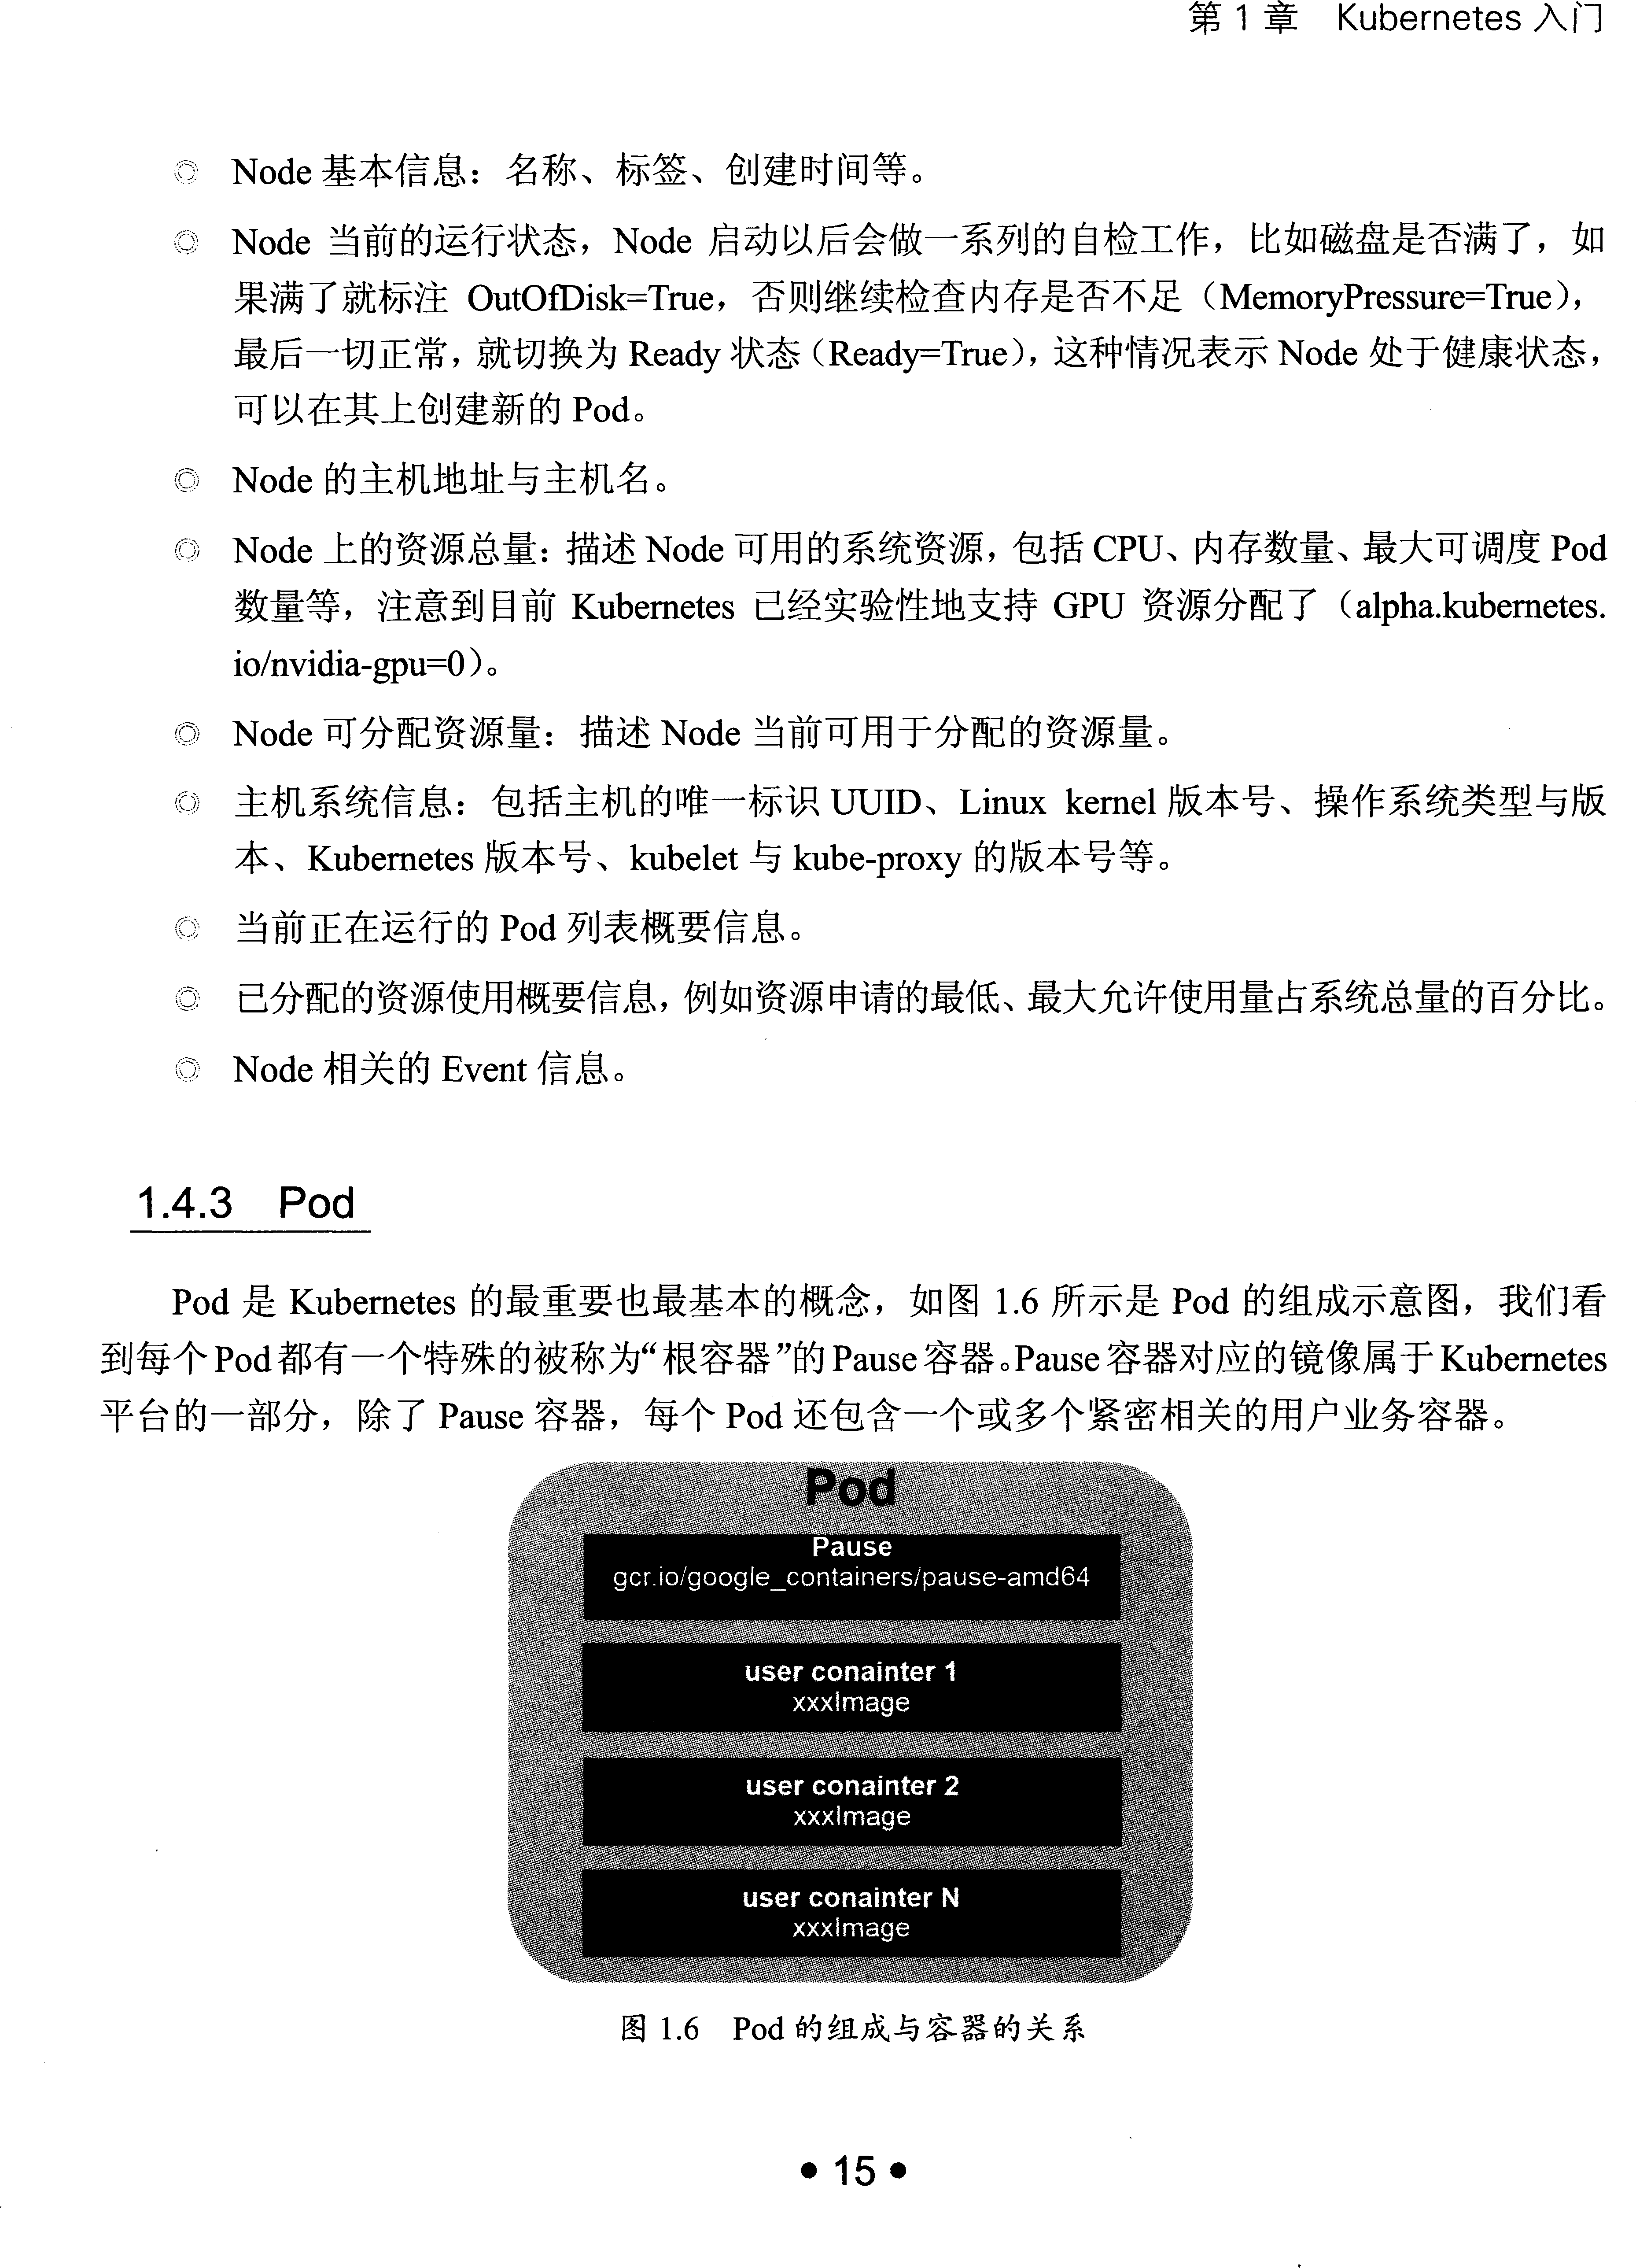 第 1 章 Kubernetes 入门
◎ Node 基本信息：名称、标签、创建时间等。
◎ Node 当前的运行状态，Node 启动以后会做一系列的自检工作，比如磁盘是否满了，如
果满了就标注 OutOfDisk=True，否则继续检查内存是否不足（MemoryPressure=True），
最后一切正常，就切换为 Ready 状态（Ready=True），这种情况表示 Node 处于健康状态，
可以在其上创建新的 Pod。
◎ Node 的主机地址与主机名。
◎ Node 上的资源总量：描述 Node 可用的系统资源，包括 CPU、内存数量、最大可调度 Pod
数量等，注意到目前 Kubernetes 已经实验性地支持 GPU 资源分配了（alpha.kubernetes.
io/nvidia-gpu=0）。
◎ Node 可分配资源量：描述 Node 当前可用于分配的资源量。
◎ 主机系统信息：包括主机的唯一标识 UUID、Linux kernel 版本号、操作系统类型与版
本、Kubernetes 版本号、kubelet 与 kube-proxy 的版本号等。
◎ 当前正在运行的 Pod 列表概要信息。
◎ 已分配的资源使用概要信息，例如资源申请的最低、最大允许使用量占系统总量的百分比。
◎ Node 相关的 Event 信息。
1.4.3 Pod
Pod 是 Kubernetes 的最重要也最基本的概念，如图 1.6 所示是 Pod 的组成示意图，我们看
到每个 Pod 都有一个特殊的被称为“根容器”的 Pause 容器。Pause 容器对应的镜像属于 Kubernetes
平台的一部分，除了 Pause 容器，每个 Pod 还包含一个或多个紧密相关的用户业务容器。
Pod
Pause
gcr.io/google_containers/pause-amd64
user conainter 1
xxxImage
user conainter 2
xxxImage
user conainter N
xxxImage
图 1.6 Pod 的组成与容器的关系
• 15 •